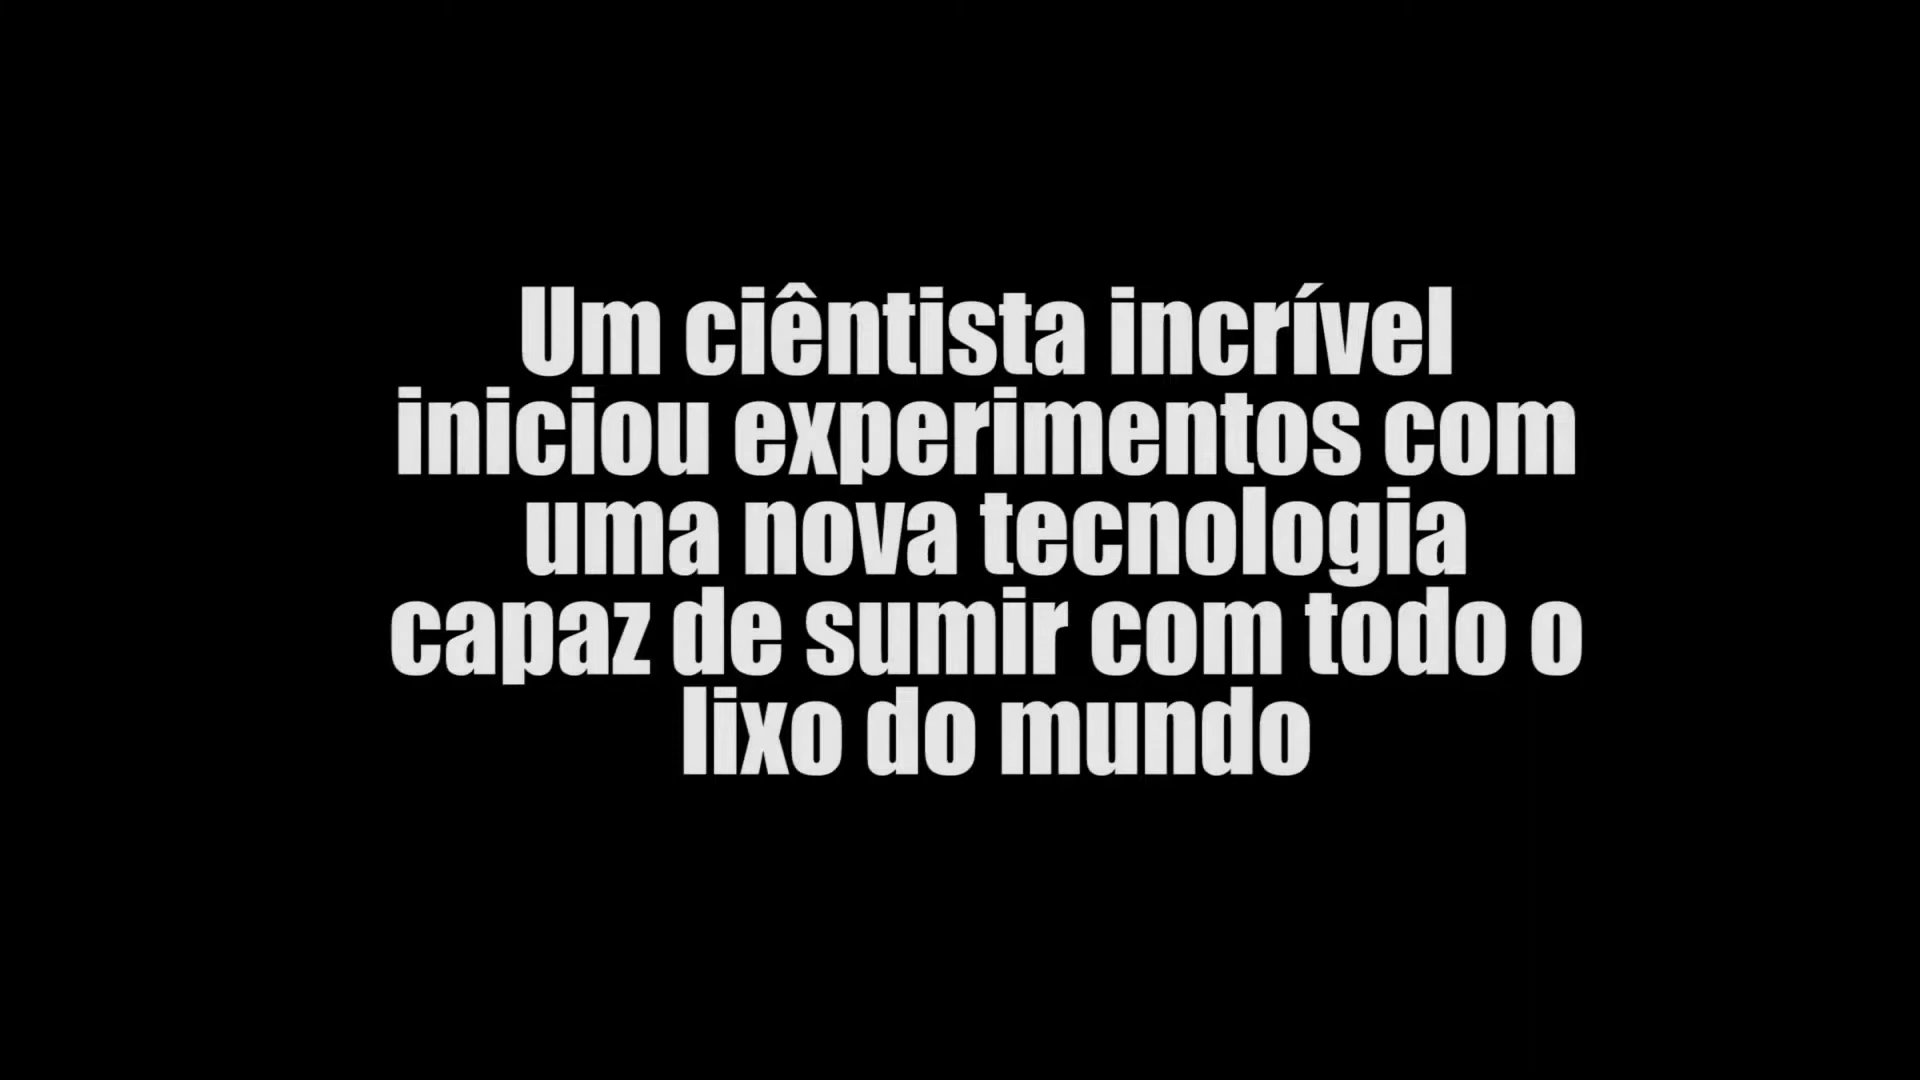 Um ciêntista incrível
iniciou experimentos com
uma nova tecnologia
capaz de sumir com todo o
lixo do mundo